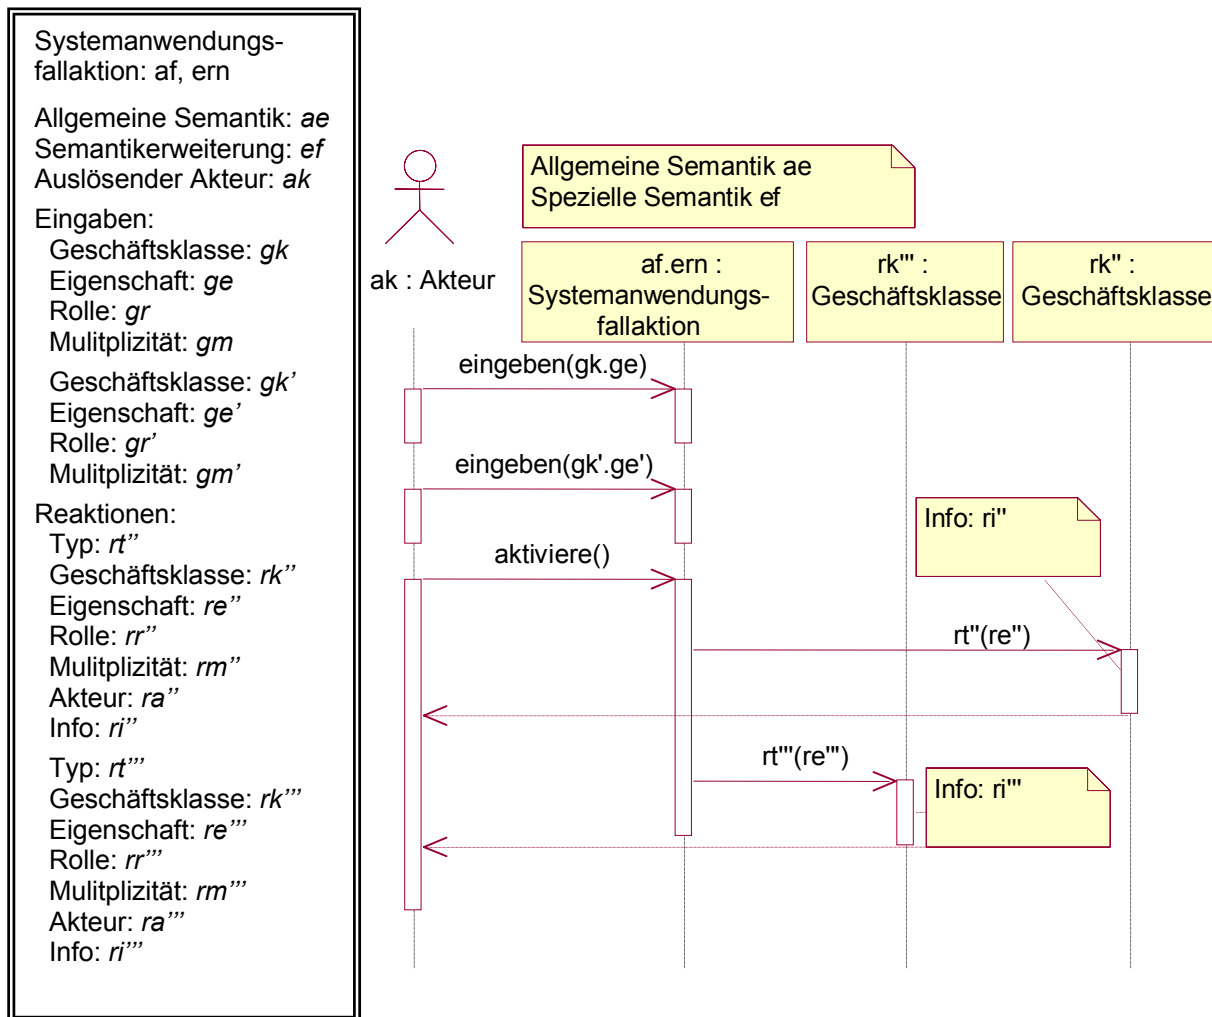 Systemanwendungs-
fallaktion: af, ern
Allgemeine Semantik: ae
Semantikerweiterung: ef
Auslösender Akteur: ak
Eingaben:
Geschäftsklasse: gk
Eigenschaft: ge
Rolle: gr
Mulitplizität: gm
Geschäftsklasse: gk’
Eigenschaft: ge’
Rolle: gr’
Mulitplizität: gm’
Reaktionen:
Typ: rt’’
Geschäftsklasse: rk’’
Eigenschaft: re’’
Rolle: rr’’
Mulitplizität: rm’’
Akteur: ra’’
Info: ri’’
Typ: rt’’’
Geschäftsklasse: rk’’’
Eigenschaft: re’’’
Rolle: rr’’’
Mulitplizität: rm’’’
Akteur: ra’’’
Info: ri’’’
Allgemeine Semantik ae
Spezielle Semantik ef
ak : Akteur
af.ern :
Systemanwendungs-
fallaktion
rk''' :
Geschäftsklasse
rk'' :
Geschäftsklasse
eingeben(gk.ge)
eingeben(gk'.ge')
aktiviere()
Info: ri''
rt''(re'')
rt'''(re''')
Info: ri'''